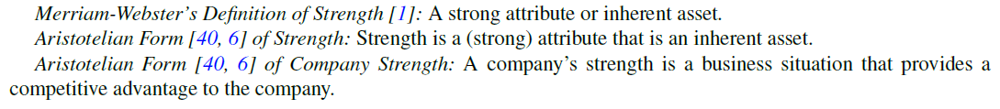 Merriam-Webster's Definition of Strength [1]: A strong attribute or inherent asset.
Aristotelian Form [40, 6] of Strength: Strength is a (strong) attribute that is an inherent asset.
Aristotelian Form [40, 6] of Company Strength: A company's strength is a business situation that provides a
competitive advantage to the company.